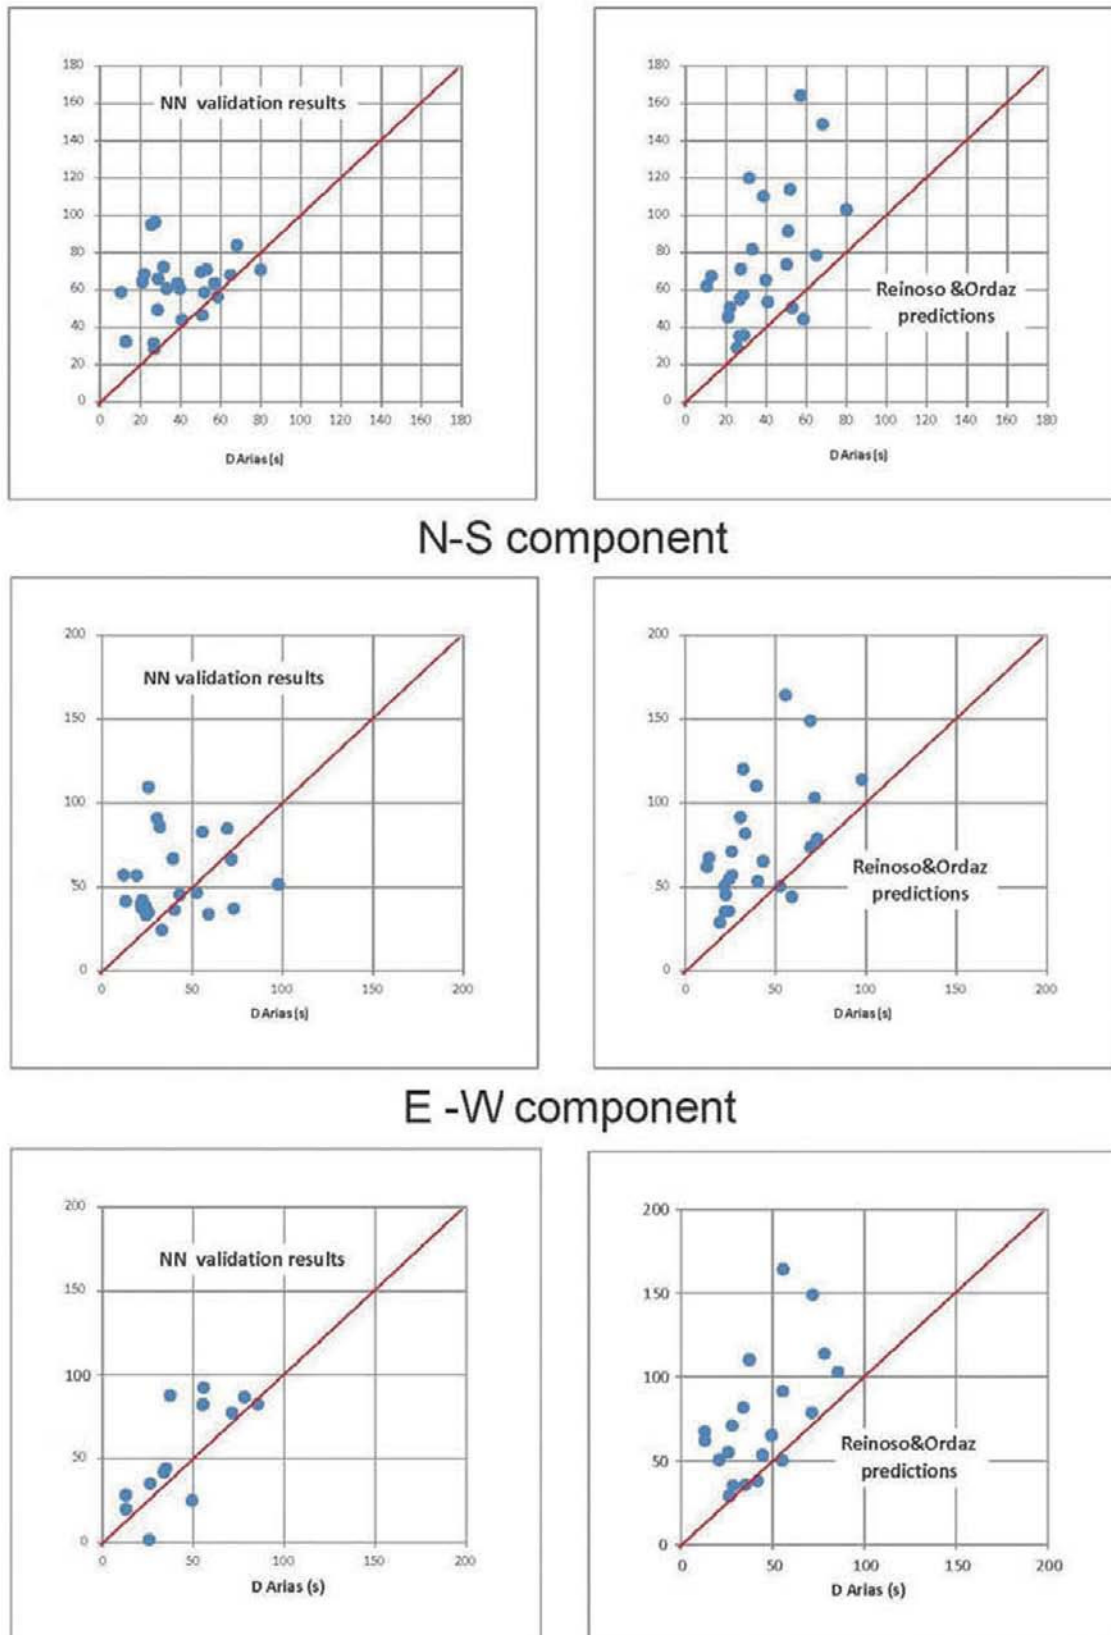 180
160
140
120
100
80
60
40
20
0
NN validation results
0 20 40 60 80 100 120 140 160 180
D Arias(s)
180
160
140
120
100
80
60
40
20
0
Reinoso &Ordaz
predictions
0 20 40 60 80 100 120 140 160 180
D Arias(s)
N-S component
200
150
100
50
0
NN validation results
0 50 100 150 200
D Arias(s)
200
150
100
50
0
Reinoso&Ordaz
predictions
0 50 100 150 200
D Arias(s)
E -W component
200
150
100
50
0
NN validation results
0 50 100 150 200
D Arias (s)
200
150
100
50
0
Reinoso&Ordaz
predictions
0 50 100 150 200
D Arias (s)